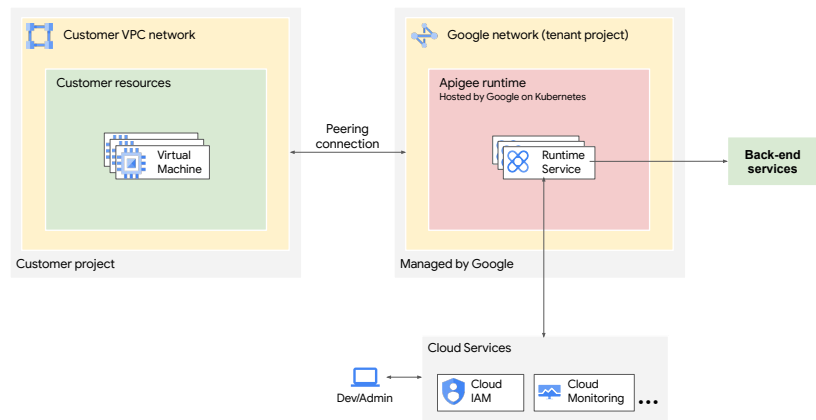 Customer VPC network
Google network (tenant project)
Customer resources
Apigee runtime
Hosted by Google on Kubernetes
Peering
connection
Virtual
Machine
Runtime
Service
Back-end
services
Customer project
Managed by Google
Cloud Services
Dev/Admin
Cloud
IAM
Cloud
Monitoring
...